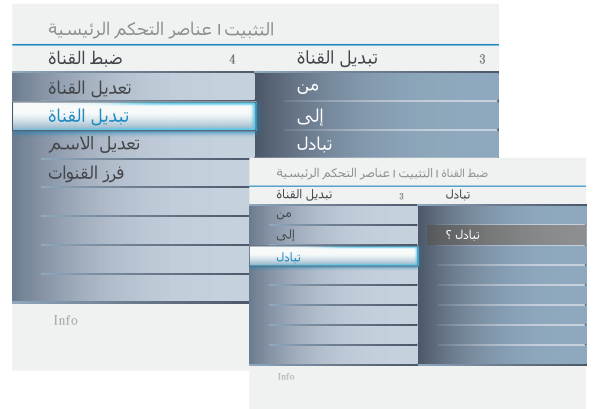 التثبيت ا عناصر التحكم الرئيسية
ضبط القناة 4
تبديل القناة 3
تعديل القناة
من
تبديل القناة
إلى
تعديل الاسم
تبادل
فرز القنوات
Info
ضبط القناة ا التثبيت ا عناصر التحكم الرئيسية
تبديل القناة 3
تبادل
من
إلى
تبادل ؟
تبادل
Info